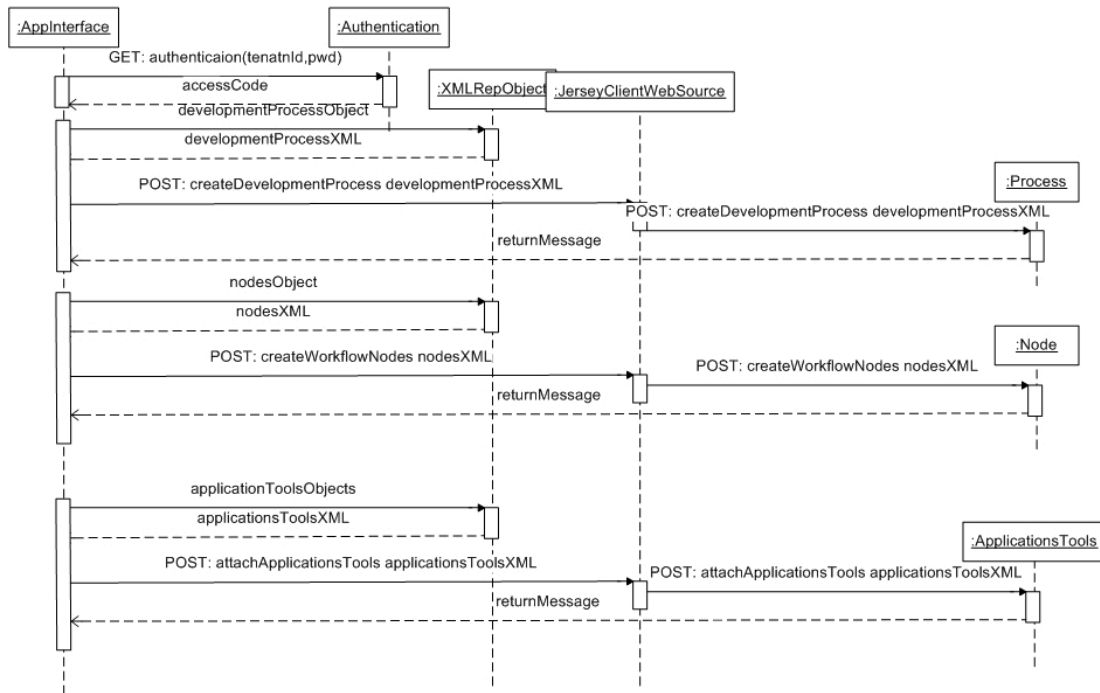 :AppInterface
:Authentication
GET: authenticaion(tenatnId,pwd)
accessCode
:XMLRepObject
:JerseyClientWebSource
developmentProcessObject
developmentProcessXML
POST: createDevelopmentProcess developmentProcessXML
:Process
POST: createDevelopmentProcess developmentProcessXML
returnMessage
nodesObject
nodesXML
:Node
POST: createWorkflowNodes nodesXML
POST: createWorkflowNodes nodesXML
returnMessage
applicationToolsObjects
applicationsToolsXML
:ApplicationsTools
POST: attachApplicationsTools applicationsToolsXML
POST: attachApplicationsTools applicationsToolsXML
returnMessage